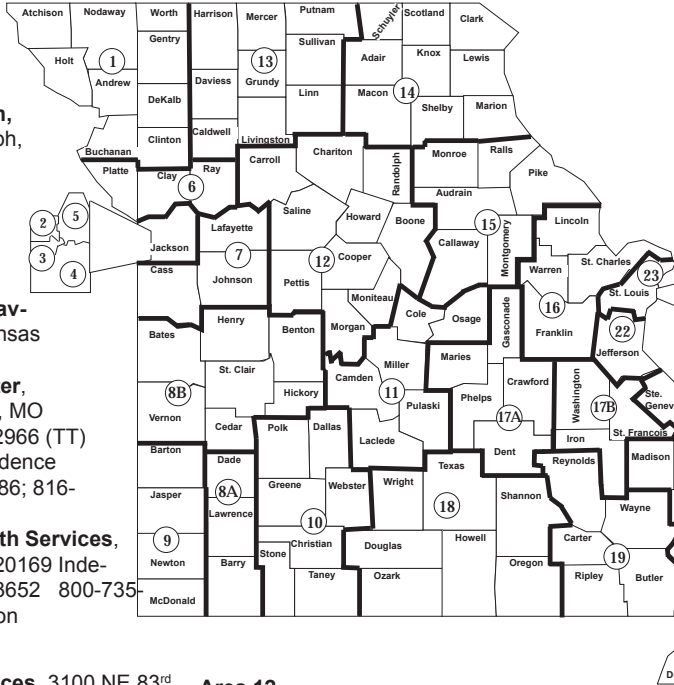 Atchison Nodaway Worth Harrison Mercer Putnam Schuyler Scotland Clark
Gentry Sullivan Adair Knox Lewis
Holt 1 13
Andrew Daviess Grundy Linn Macon 14
DeKalb Shelby Marion
n,
ph,
Clinton Caldwell Livingston
Buchanan Carroll Chariton Randolph Monroe Ralls
Platte Clay Ray Pike
6 Audrain
Saline Howard Boone 15 Lincoln
2 5 Lafayette Callaway Montgomery
3 4 Jackson 7 12 Cooper Warren St. Charles 23
Cass Johnson Pettis St. Louis
Moniteau Cole Osage Gasconade 16
av-
nsas
Bates Henry Benton Morgan Franklin 22
Jefferson
St. Clair Camden Miller Maries Crawford Washington Ste.
ter,
, MO
8B Hickory 11 Phelps 17B Genev
2966 (TT)
Vernon Pulaski 17A
Cedar Polk Dallas Laclede Iron St. Francois
dence
Barton Dade Dent Reynolds Madison
86; 816-
Texas
Jasper 8A Greene Webster Wright Shannon
Lawrence 18 Wayne
10
th Services,
9 Christian Douglas Howell Carter
20169 Inde-
Newton Barry Stone 19
8652 800-735-
Taney Ozark Oregon Ripley Butler
on
McDonald
ices, 3100 NE 83rd Area 12
D